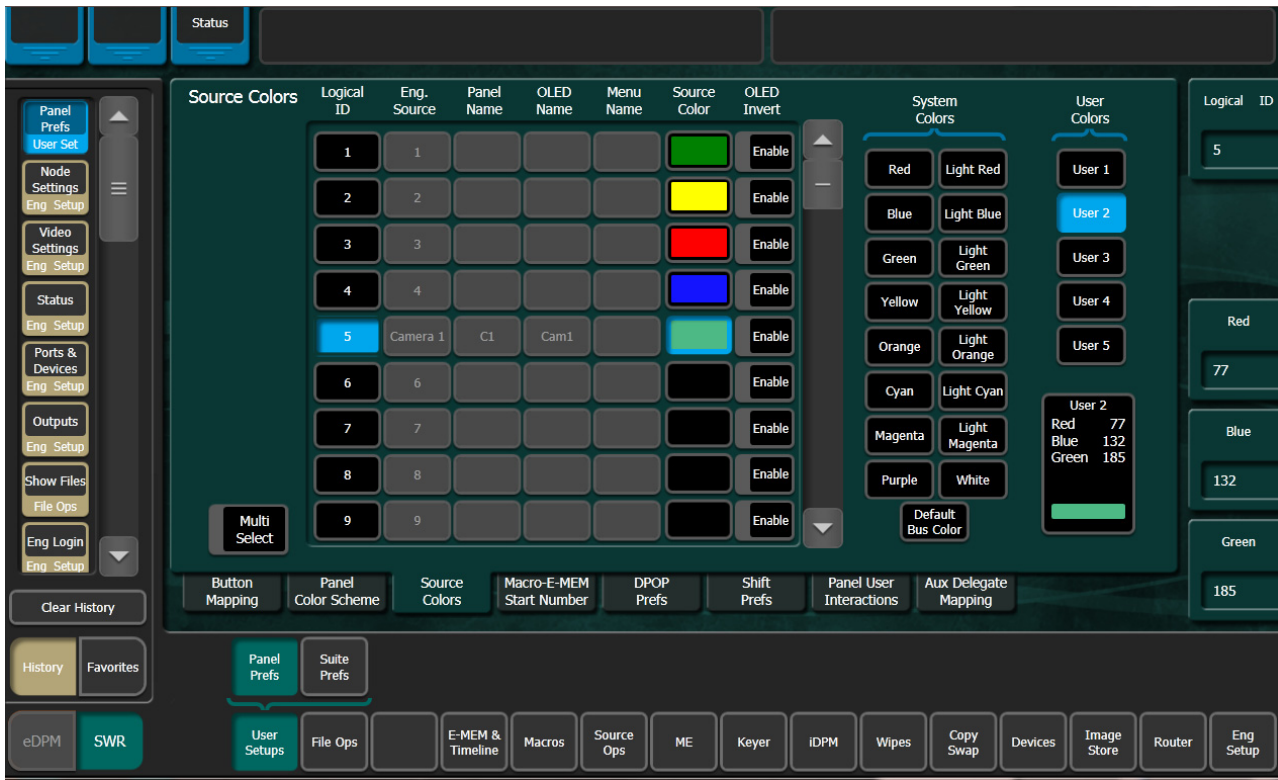 Status
Panel
Prefs
User Set
Node
Settings
Eng Setup
Video
Settings
Eng Setup
Status
Eng Setup
Ports &
Devices
Eng Setup
Outputs
Eng Setup
Show Files
File Ops
Eng Login
Eng Setup
Clear History
History Favorites
eDPM SWR
Source Colors
Logical ID Eng. Source Panel Name OLED Name Menu Name Source Color OLED Invert
1 1 Enable
2 2 Enable
3 3 Enable
4 4 Enable
5 Camera 1 C1 Cam1 Enable
6 6 Enable
7 7 Enable
8 8 Enable
9 9 Enable
Multi
Select
System
Colors
Red Light Red
Blue Light Blue
Green Light Green
Yellow Light Yellow
Orange Light Orange
Cyan Light Cyan
Magenta Light Magenta
Purple White
Default
Bus Color
User
Colors
User 1
User 2
User 3
User 4
User 5
User 2
Red 77
Blue 132
Green 185
Logical ID
5
Red
77
Blue
132
Green
185
Button Mapping Panel Color Scheme Source Colors Macro-E-MEM Start Number DPOP Prefs Shift Prefs Panel User Interactions Aux Delegate Mapping
Panel Prefs Suite Prefs
User Setups File Ops E-MEM & Timeline Macros Source Ops ME Keyer iDPM Wipes Copy Swap Devices Image Store Router Eng Setup